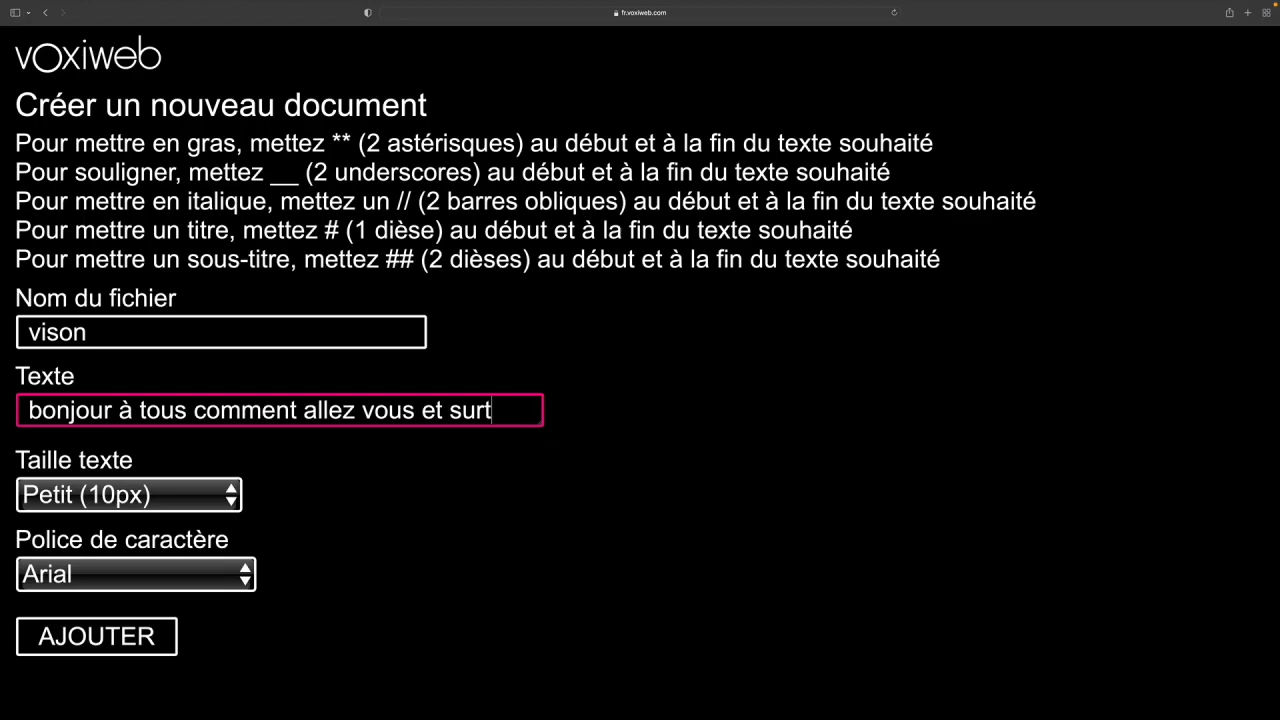 fr.voxiweb.com
voxiweb
Créer un nouveau document
Pour mettre en gras, mettez ** (2 astérisques) au début et à la fin du texte souhaité
Pour souligner, mettez __ (2 underscores) au début et à la fin du texte souhaité
Pour mettre en italique, mettez un // (2 barres obliques) au début et à la fin du texte souhaité
Pour mettre un titre, mettez # (1 dièse) au début et à la fin du texte souhaité
Pour mettre un sous-titre, mettez ## (2 dièses) au début et à la fin du texte souhaité
Nom du fichier
vison
Texte
bonjour à tous comment allez vous et surt
Taille texte
Petit (10px)
Police de caractère
Arial
AJOUTER